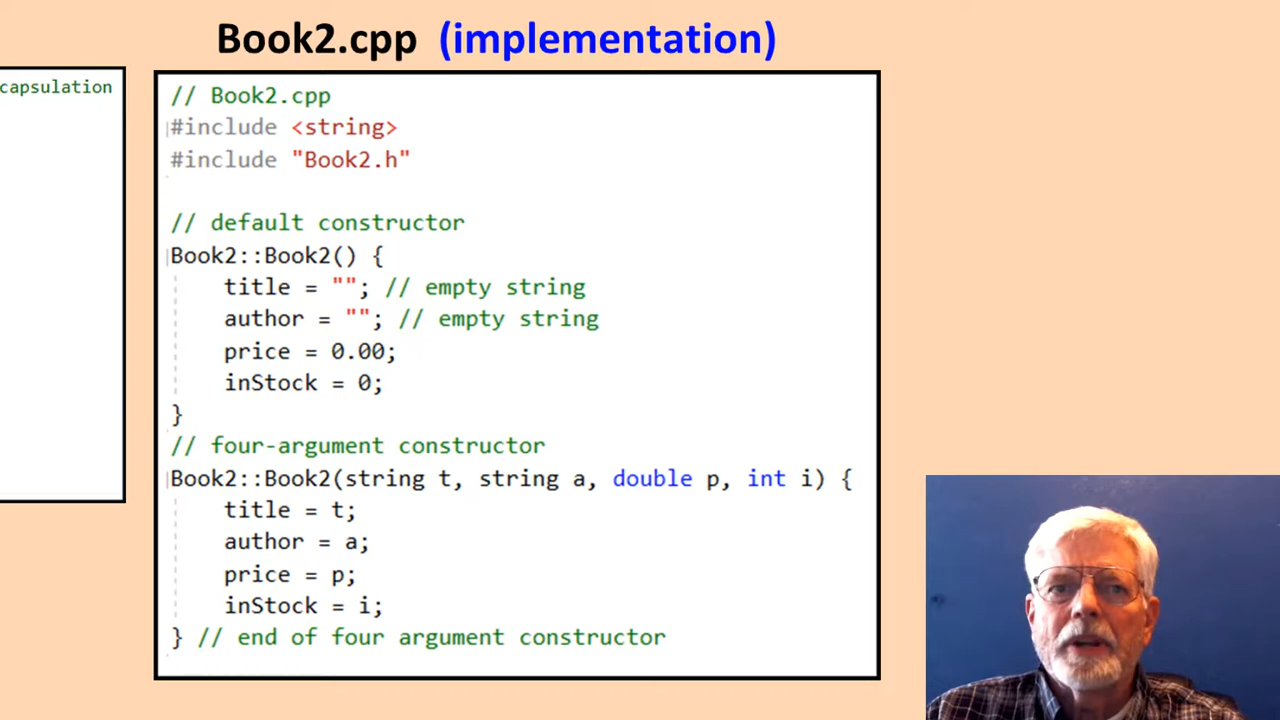 Book2.cpp (implementation)
capsulation
// Book2.cpp
#include <string>
#include "Book2.h"
// default constructor
Book2::Book2() {
title = ""; // empty string
author = ""; // empty string
price = 0.00;
inStock = 0;
}
// four-argument constructor
Book2::Book2(string t, string a, double p, int i) {
title = t;
author = a;
price = p;
inStock = i;
} // end of four argument constructor